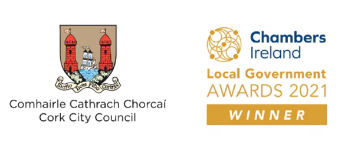 Comhairle Cathrach Chorcaí
Cork City Council
Chambers
Ireland
Local Government
AWARDS 2021
WINNER